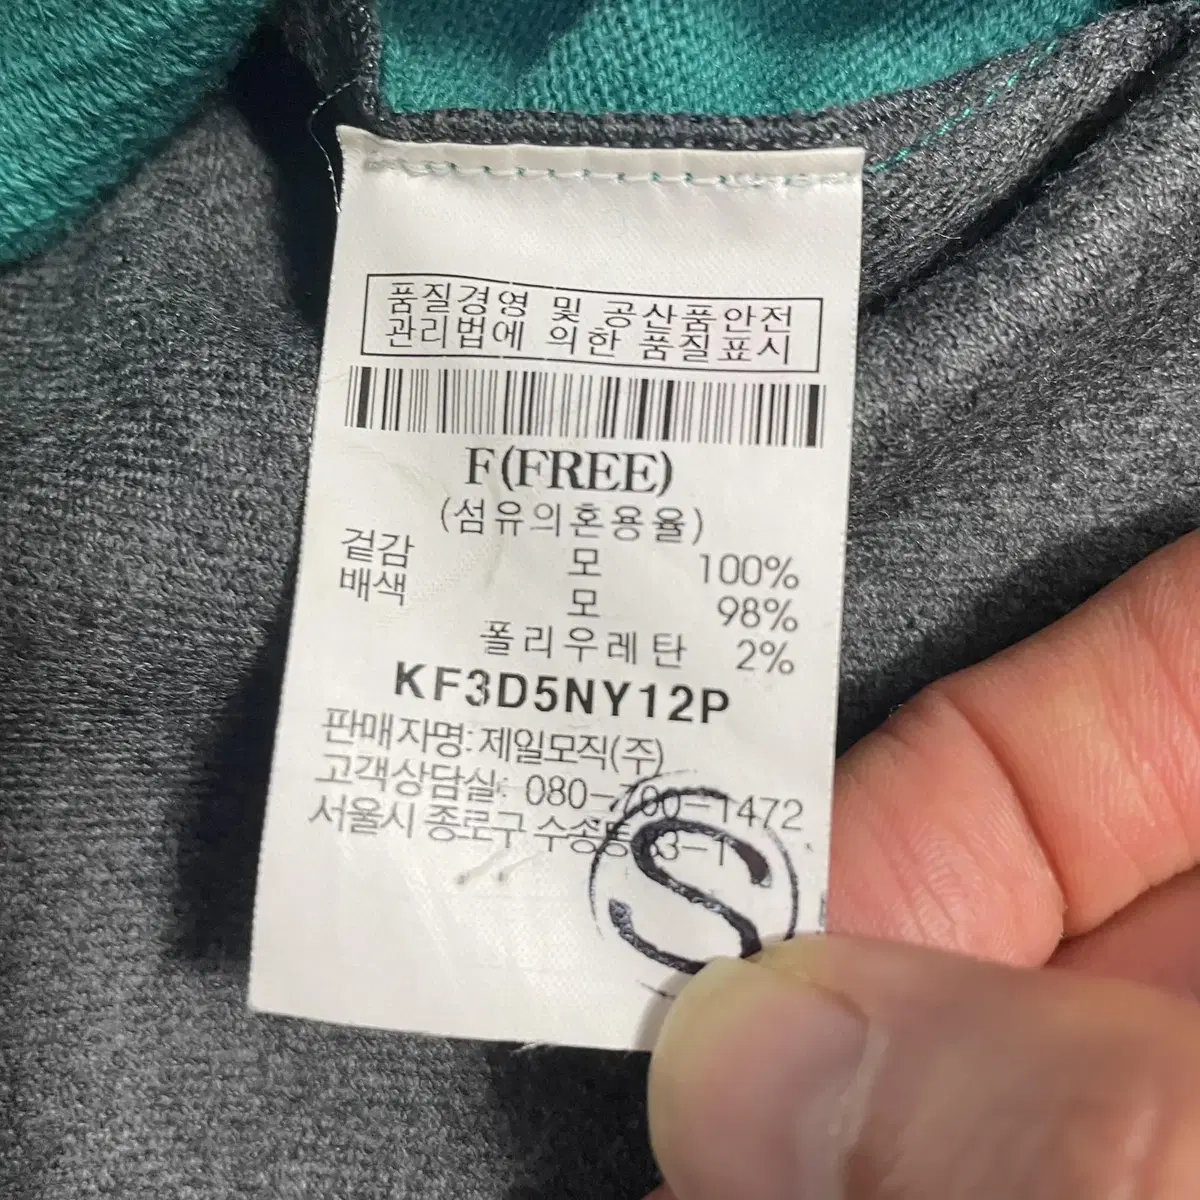 품질경영 및 공산품안전
관리법에 의한 품질표시
F(FREE)
(섬유의혼용율)
겉감 모 100%
배색 모 98%
폴리우레탄 2%
KF3D5NY12P
판매자명: 제일모직(주)
고객상담실: 080-700-1472
서울시 종로구 수송동 83-1
S